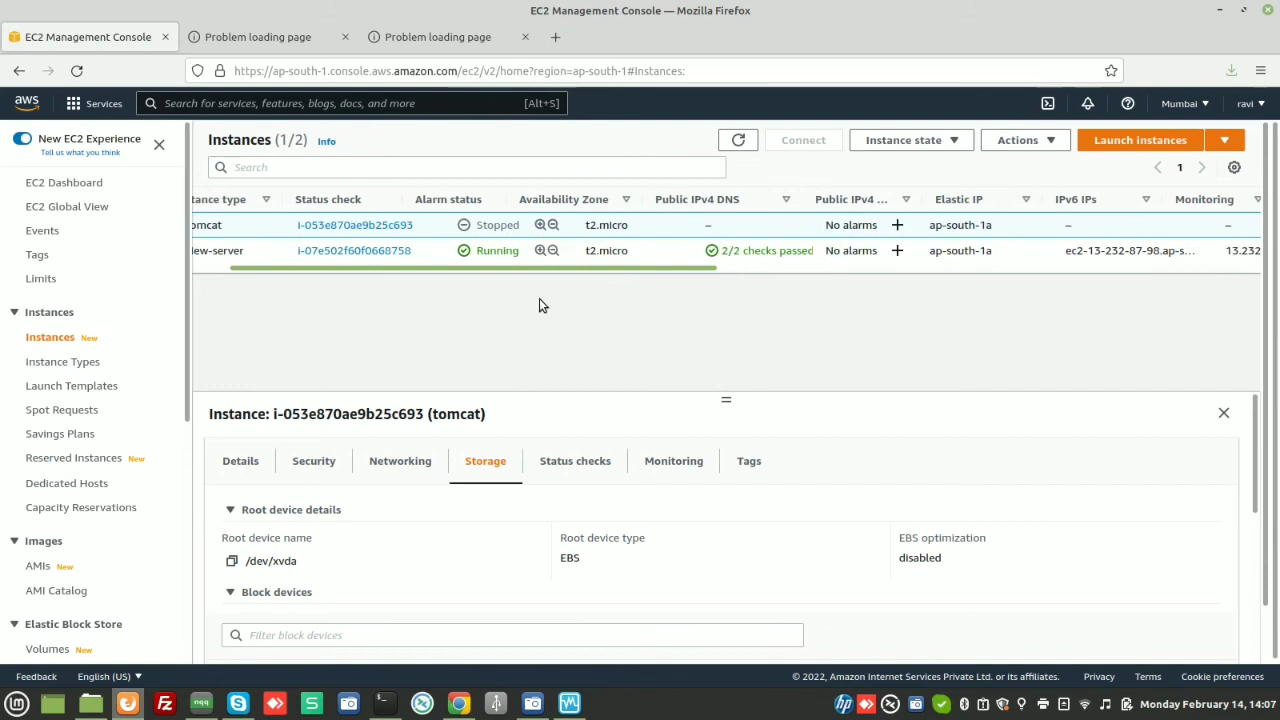 EC2 Management Console — Mozilla Firefox
EC2 Management Console
Problem loading page
Problem loading page
https://ap-south-1.console.aws.amazon.com/ec2/v2/home?region=ap-south-1#Instances:
aws
Services
Search for services, features, blogs, docs, and more
[Alt+S]
Mumbai
ravi
New EC2 Experience
Tell us what you think
EC2 Dashboard
EC2 Global View
Events
Tags
Limits
Instances
Instances New
Instance Types
Launch Templates
Spot Requests
Savings Plans
Reserved Instances New
Dedicated Hosts
Capacity Reservations
Images
AMIs New
AMI Catalog
Elastic Block Store
Volumes New
Instances (1/2) Info
Connect
Instance state
Actions
Launch instances
Search
1
tance type Status check Alarm status Availability Zone Public IPv4 DNS Public IPv4 ... Elastic IP IPv6 IPs Monitoring
omcat i-053e870ae9b25c693 Stopped t2.micro – No alarms + ap-south-1a – –
ew-server i-07e502f60f0668758 Running t2.micro 2/2 checks passed No alarms + ap-south-1a ec2-13-232-87-98.ap-s... 13.232
Instance: i-053e870ae9b25c693 (tomcat)
Details Security Networking Storage Status checks Monitoring Tags
Root device details
Root device name Root device type EBS optimization
/dev/xvda EBS disabled
Block devices
Filter block devices
Feedback English (US) © 2022, Amazon Internet Services Private Ltd. or its affiliates. Privacy Terms Cookie preferences
Monday February 14, 14:07